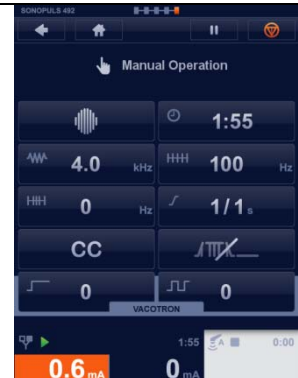 SONOPULS 492
Manual Operation
1:55
4.0 kHz 100 Hz
0 Hz 1/1 s
CC
0 0
VACOTRON
1:55 A 0:00
0.6 mA 0 mA